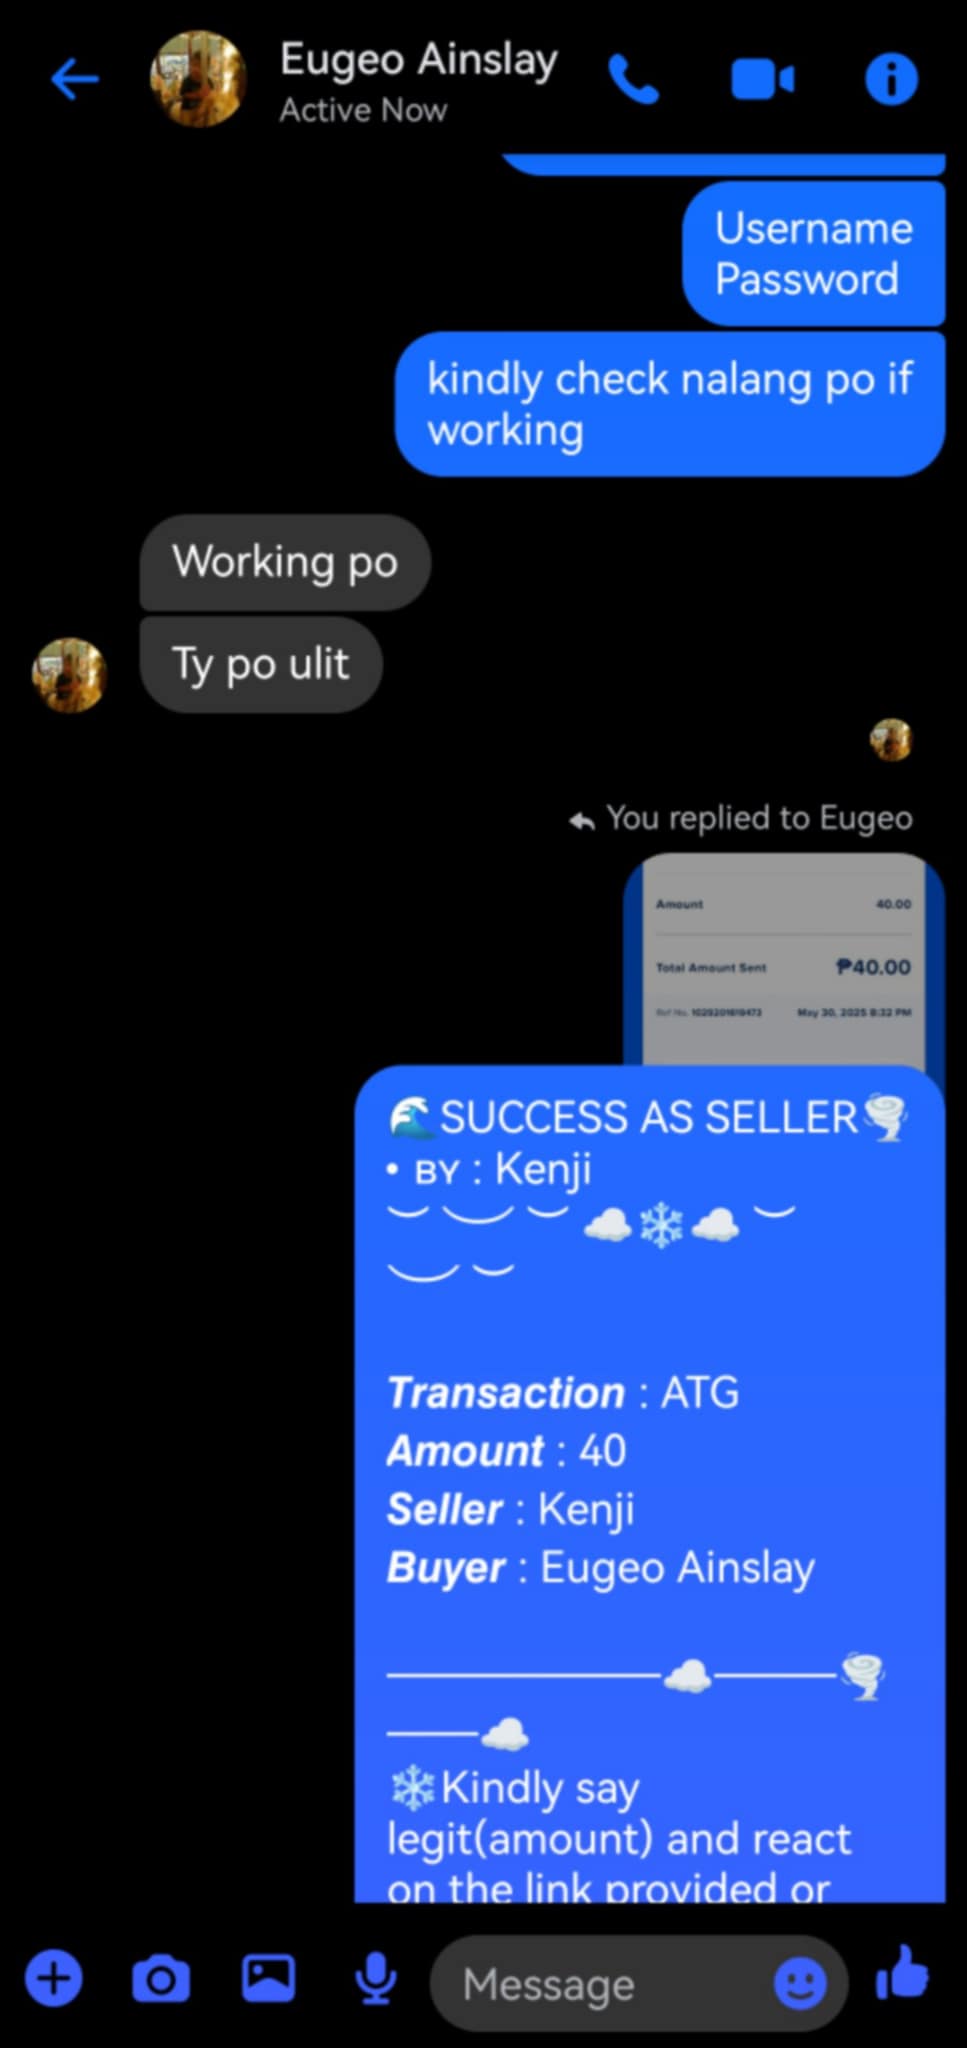 Eugeo Ainslay
Active Now
Username
Password
kindly check nalang po if
working
Working po
Ty po ulit
You replied to Eugeo
Amount 40.00
Total Amount Sent ₱40.00
Ref No. 1029201619473 May 30, 2025 8:32 PM
🌊SUCCESS AS SELLER🌪️
• BY : Kenji
︶ ︶ ︶ ☁️❄️☁️ ︶
︶ ︶
Transaction : ATG
Amount : 40
Seller : Kenji
Buyer : Eugeo Ainslay
—————————☁️————🌪️
———☁️
❄️Kindly say
legit(amount) and react
on the link provided or
Message